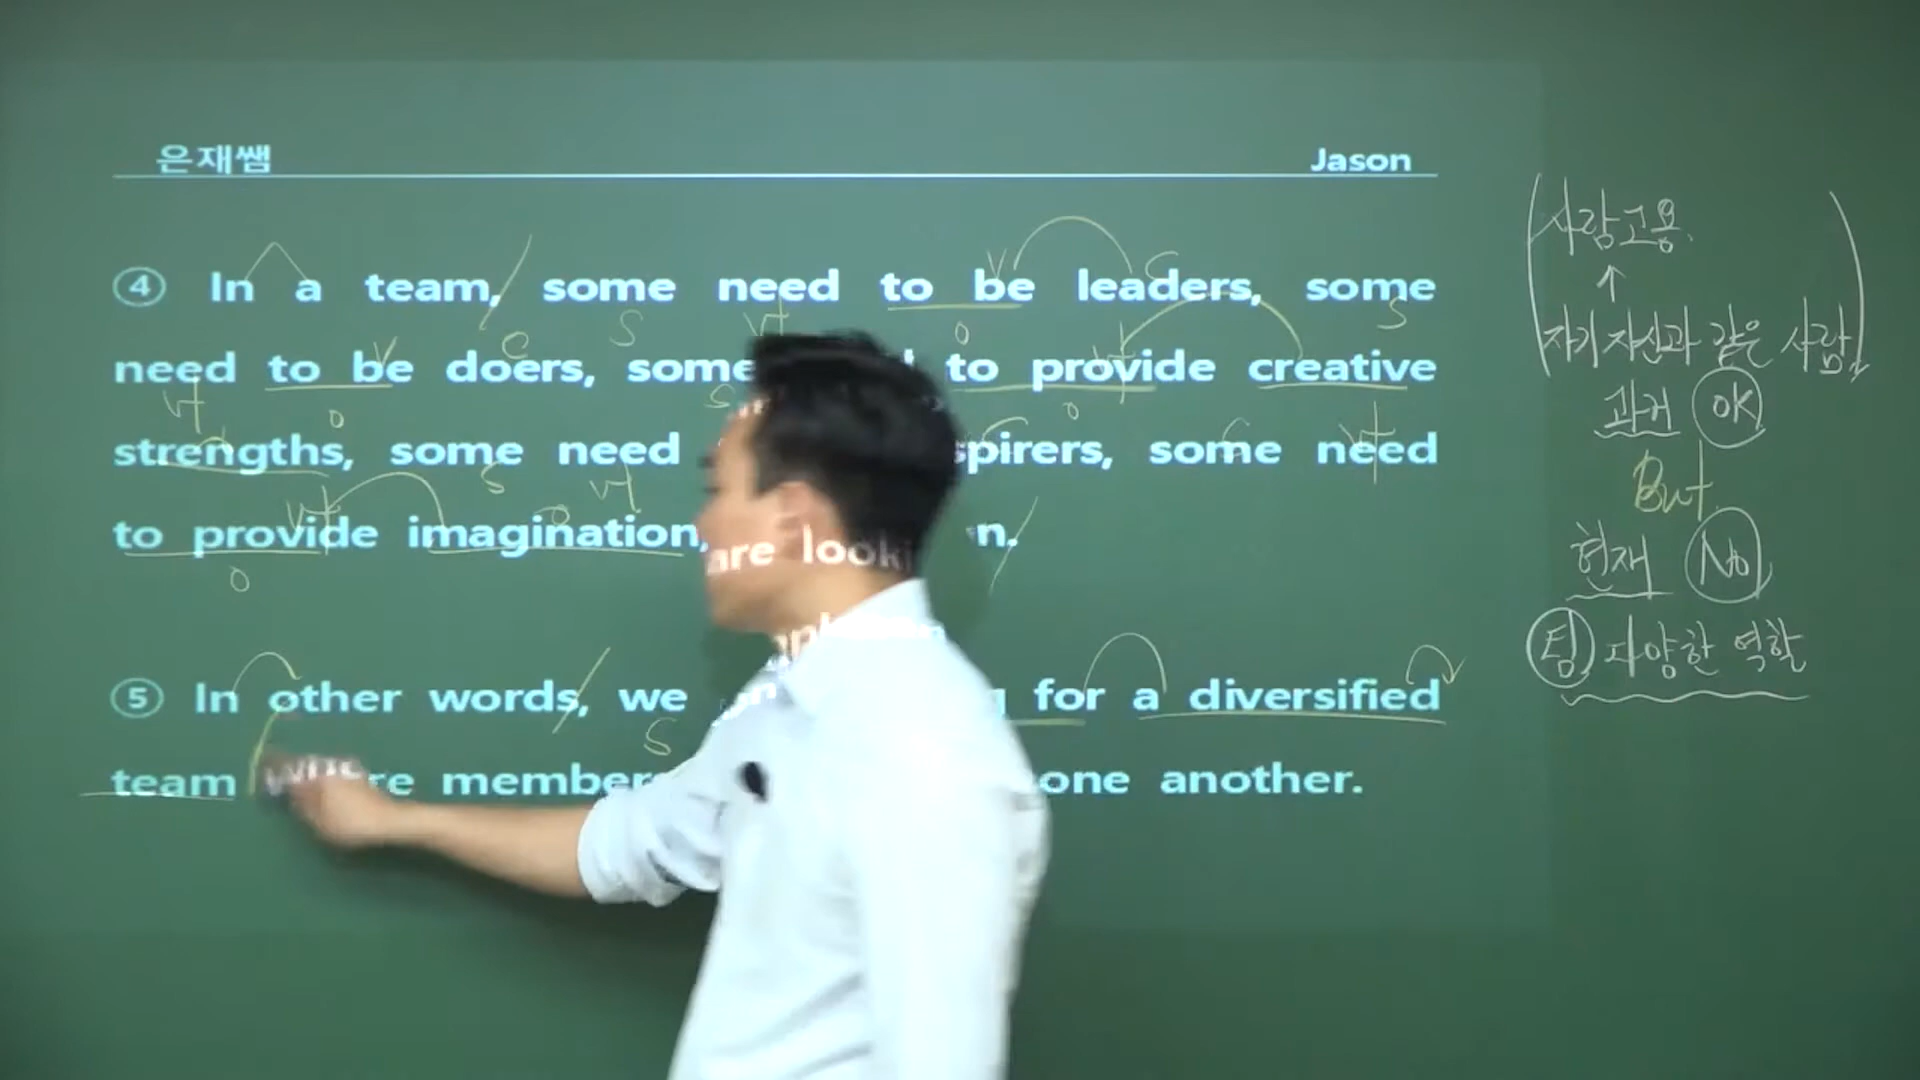 은재쌤 Jason
④ In a team, some need to be leaders, some
need to be doers, some to provide creative
strengths, some need spirers, some need
to provide imagination, n.
⑤ In other words, we for a diversified
team members one another.
사람고용
↑
자기 자신과 같은 사람
과거 OK
But
현재 No
팀 다양한 역할